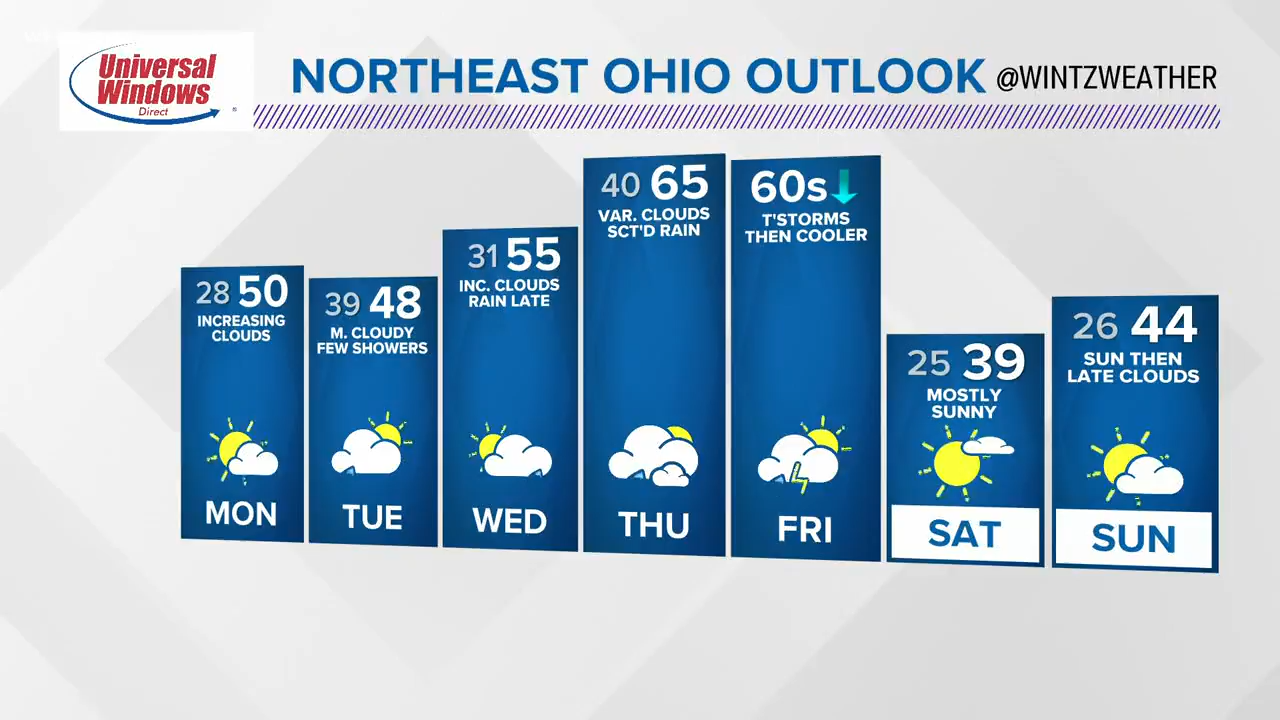 Universal
Windows
Direct
®
NORTHEAST OHIO OUTLOOK @WINTZWEATHER
28 50
INCREASING
CLOUDS
MON
39 48
M. CLOUDY
FEW SHOWERS
TUE
31 55
INC. CLOUDS
RAIN LATE
WED
40 65
VAR. CLOUDS
SCT'D RAIN
THU
60s
T'STORMS
THEN COOLER
FRI
25 39
MOSTLY
SUNNY
SAT
26 44
SUN THEN
LATE CLOUDS
SUN